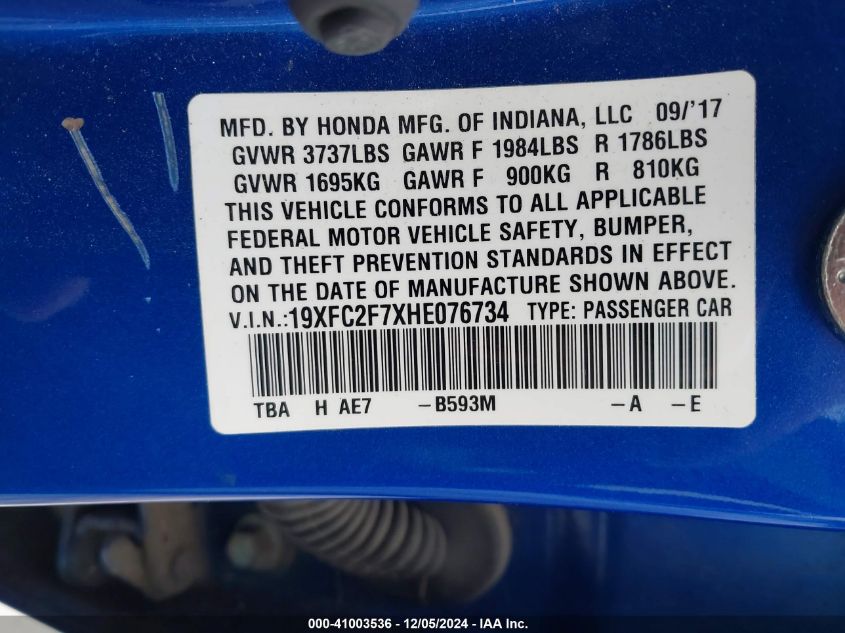 MFD. BY HONDA MFG. OF INDIANA, LLC 09/'17
GVWR 3737LBS GAWR F 1984LBS R 1786LBS
GVWR 1695KG GAWR F 900KG R 810KG
THIS VEHICLE CONFORMS TO ALL APPLICABLE
FEDERAL MOTOR VEHICLE SAFETY, BUMPER,
AND THEFT PREVENTION STANDARDS IN EFFECT
ON THE DATE OF MANUFACTURE SHOWN ABOVE.
V.I.N.:19XFC2F7XHE076734 TYPE: PASSENGER CAR
TBA H AE7 -B593M -A -E
000-41003536 - 12/05/2024 - IAA Inc.